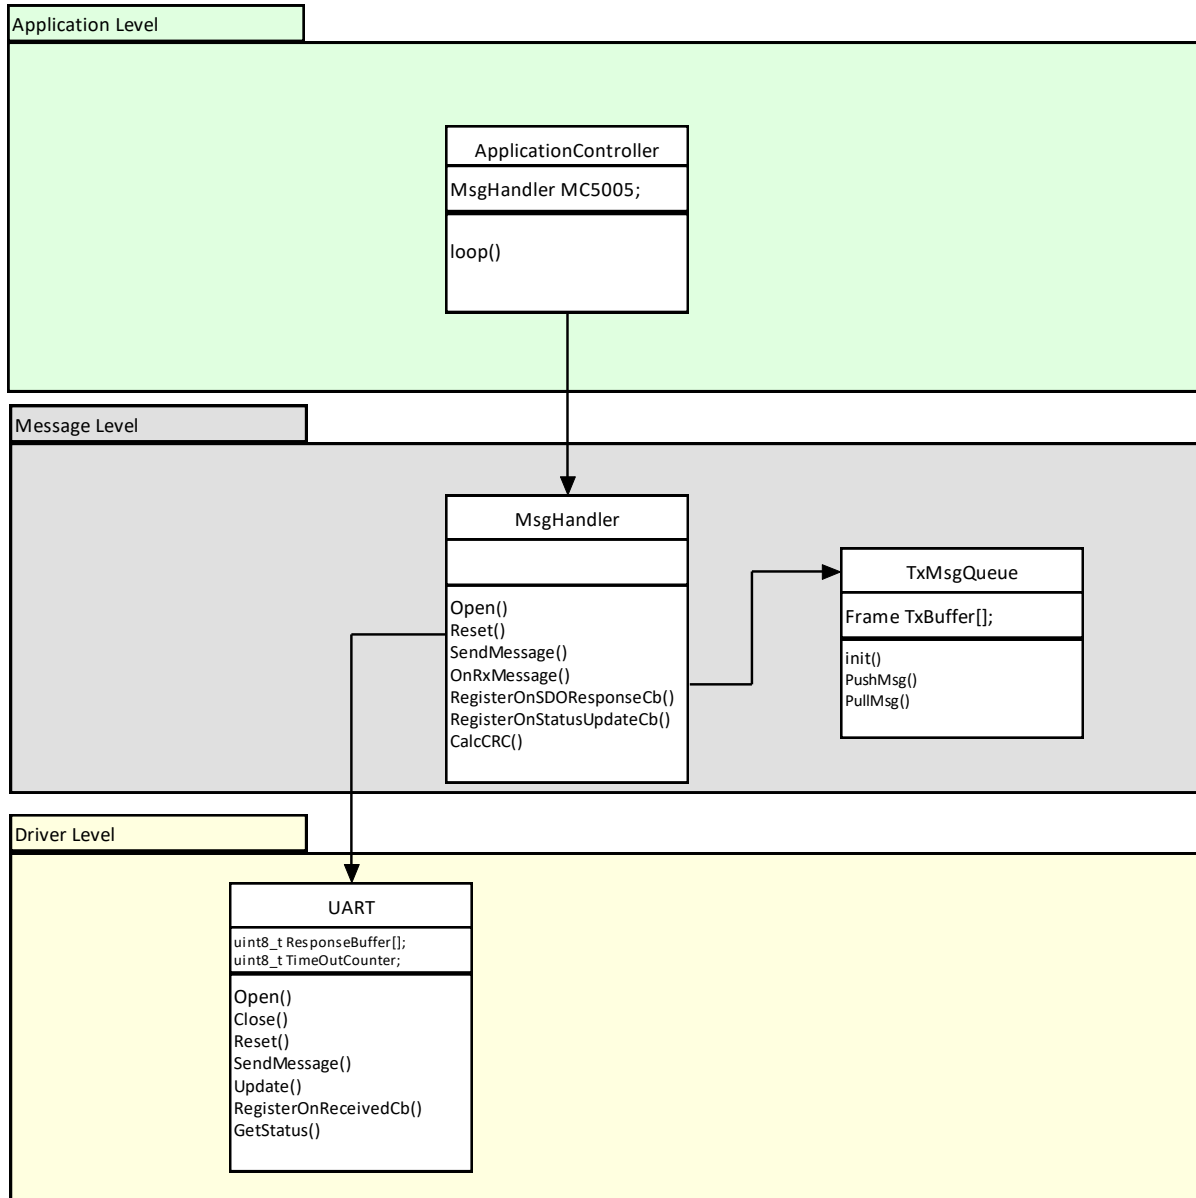 Application Level
ApplicationController
MsgHandler MC5005;
loop()
Message Level
MsgHandler
Open()
Reset()
SendMessage()
OnRxMessage()
RegisterOnSDOResponseCb()
RegisterOnStatusUpdateCb()
CalcCRC()
TxMsgQueue
Frame TxBuffer[];
init()
PushMsg()
PullMsg()
Driver Level
UART
uint8_t ResponseBuffer[];
uint8_t TimeOutCounter;
Open()
Close()
Reset()
SendMessage()
Update()
RegisterOnReceivedCb()
GetStatus()